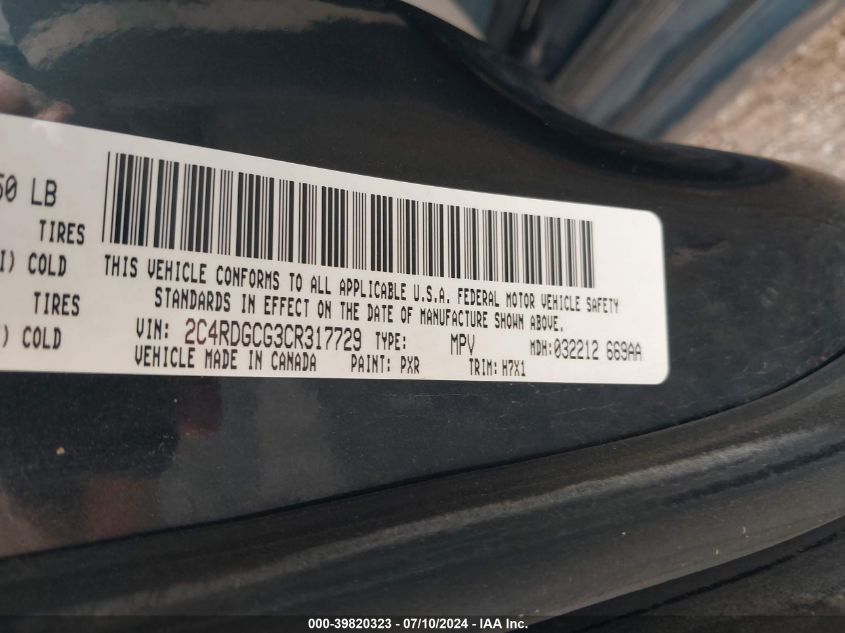 50 LB
TIRES
I) COLD
TIRES
) COLD
THIS VEHICLE CONFORMS TO ALL APPLICABLE U.S.A. FEDERAL MOTOR VEHICLE SAFETY
STANDARDS IN EFFECT ON THE DATE OF MANUFACTURE SHOWN ABOVE.
VIN: 2C4RDGCG3CR317729 TYPE: MPV MDH:032212 669AA
VEHICLE MADE IN CANADA PAINT: PXR TRIM: H7X1
000-39820323 - 07/10/2024 - IAA Inc.